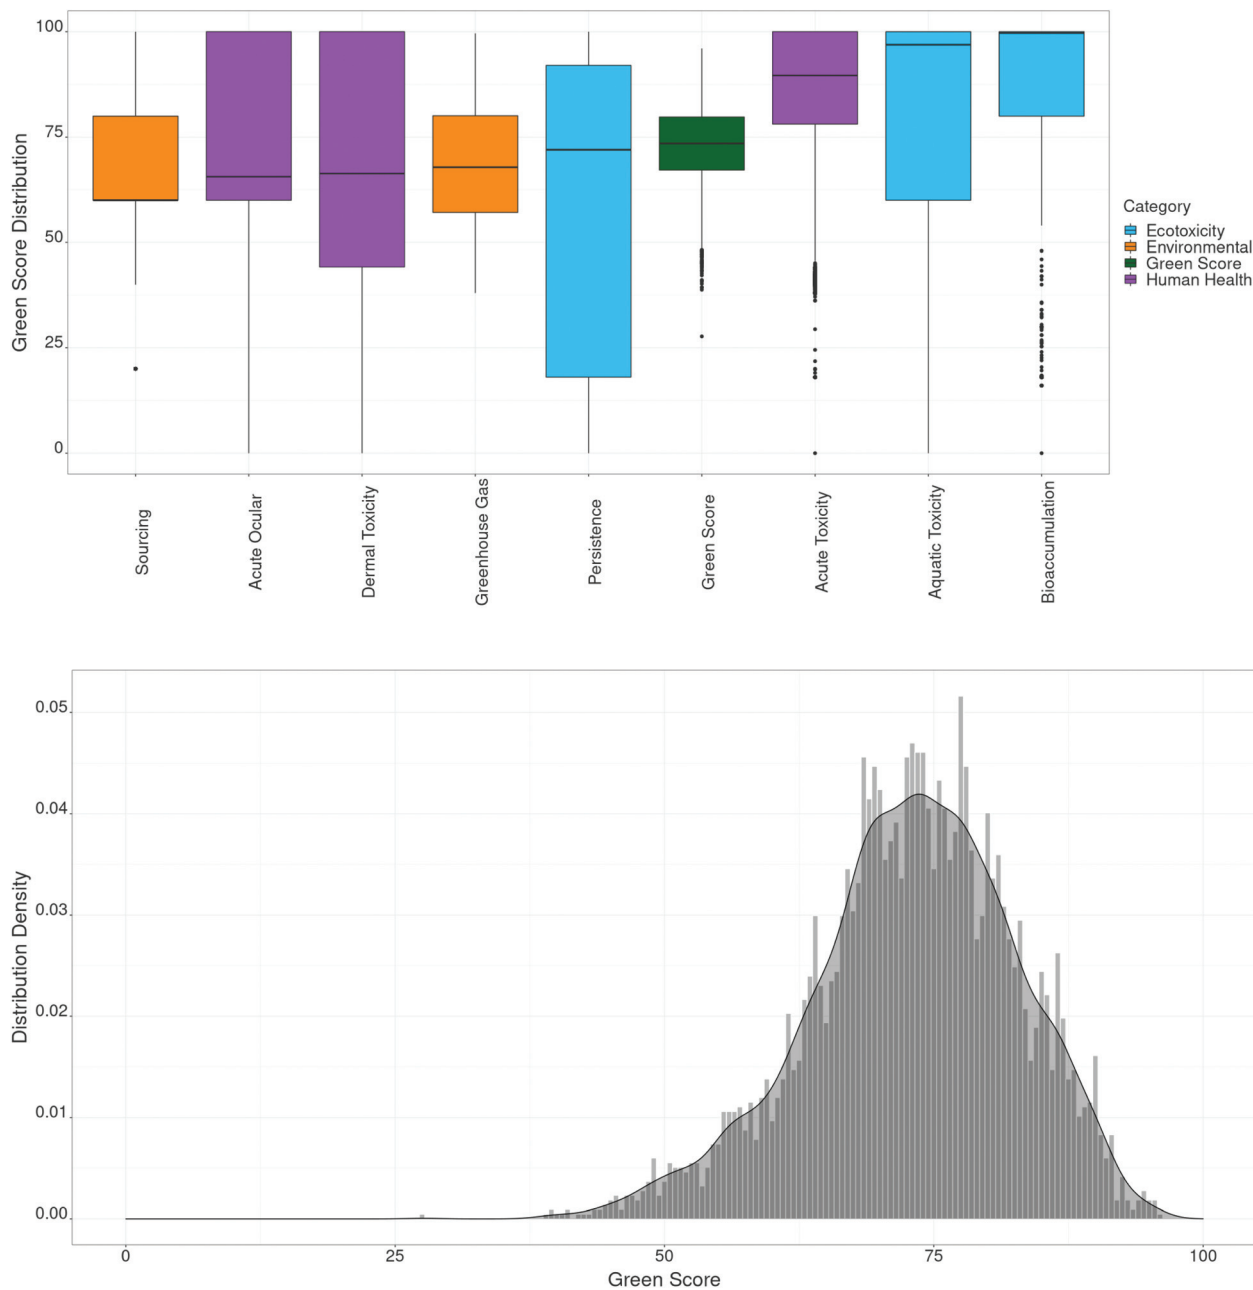 100
75
50
25
0
Green Score Distribution
Sourcing
Acute Ocular
Dermal Toxicity
Greenhouse Gas
Persistence
Green Score
Acute Toxicity
Aquatic Toxicity
Bioaccumulation
Category
Ecotoxicity
Environmental
Green Score
Human Health
0.05
0.04
0.03
0.02
0.01
0.00
Distribution Density
0
25
50
75
100
Green Score